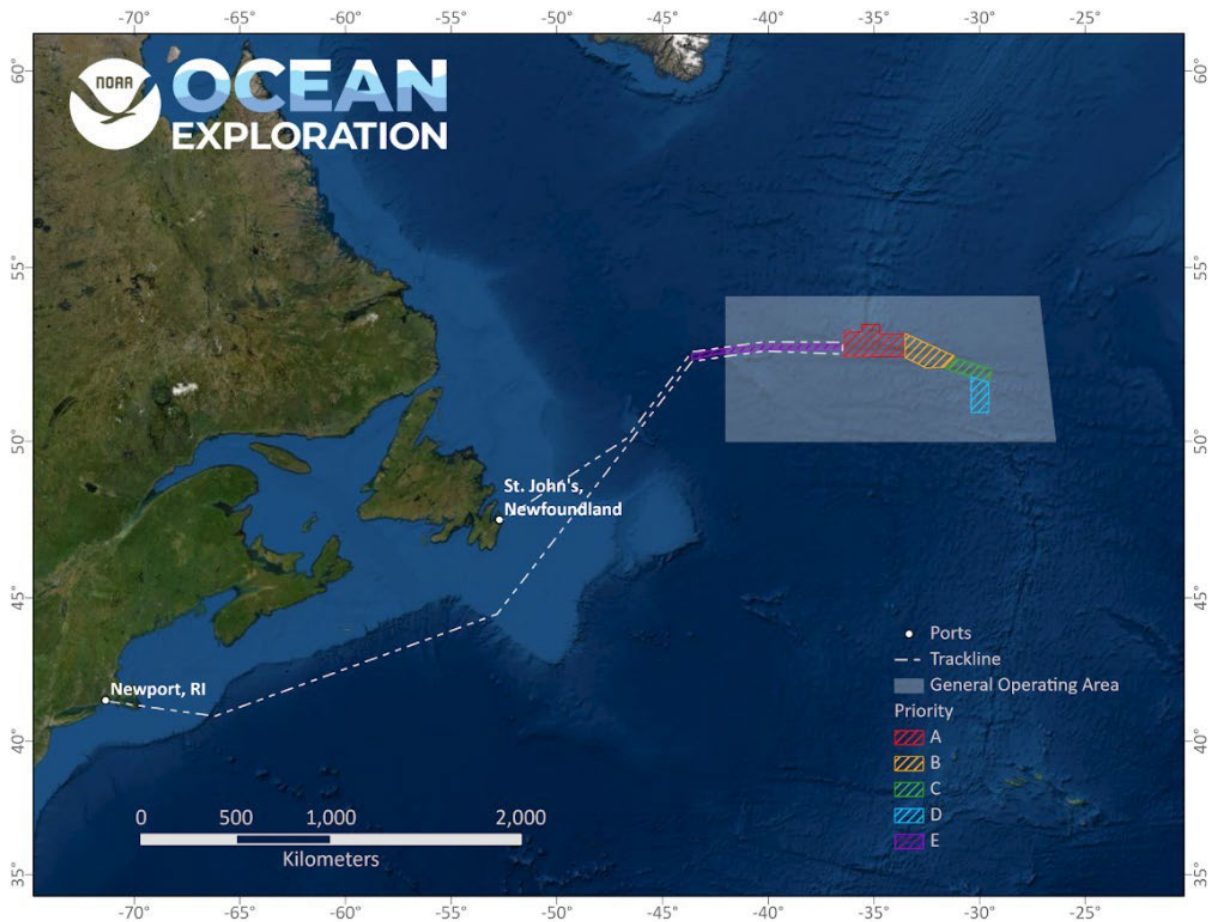 -70° -65° -60° -55° -50° -45° -40° -35° -30° -25°
60° 60°
NOAA
OCEAN
EXPLORATION
55° 55°
50° 50°
St. John's,
Newfoundland
45° 45°
Ports
Trackline
Newport, RI
General Operating Area
Priority
A
40° 40°
B
C
0 500 1,000 2,000
D
E
Kilometers
35° 35°
-70° -65° -60° -55° -50° -45° -40° -35° -30° -25°